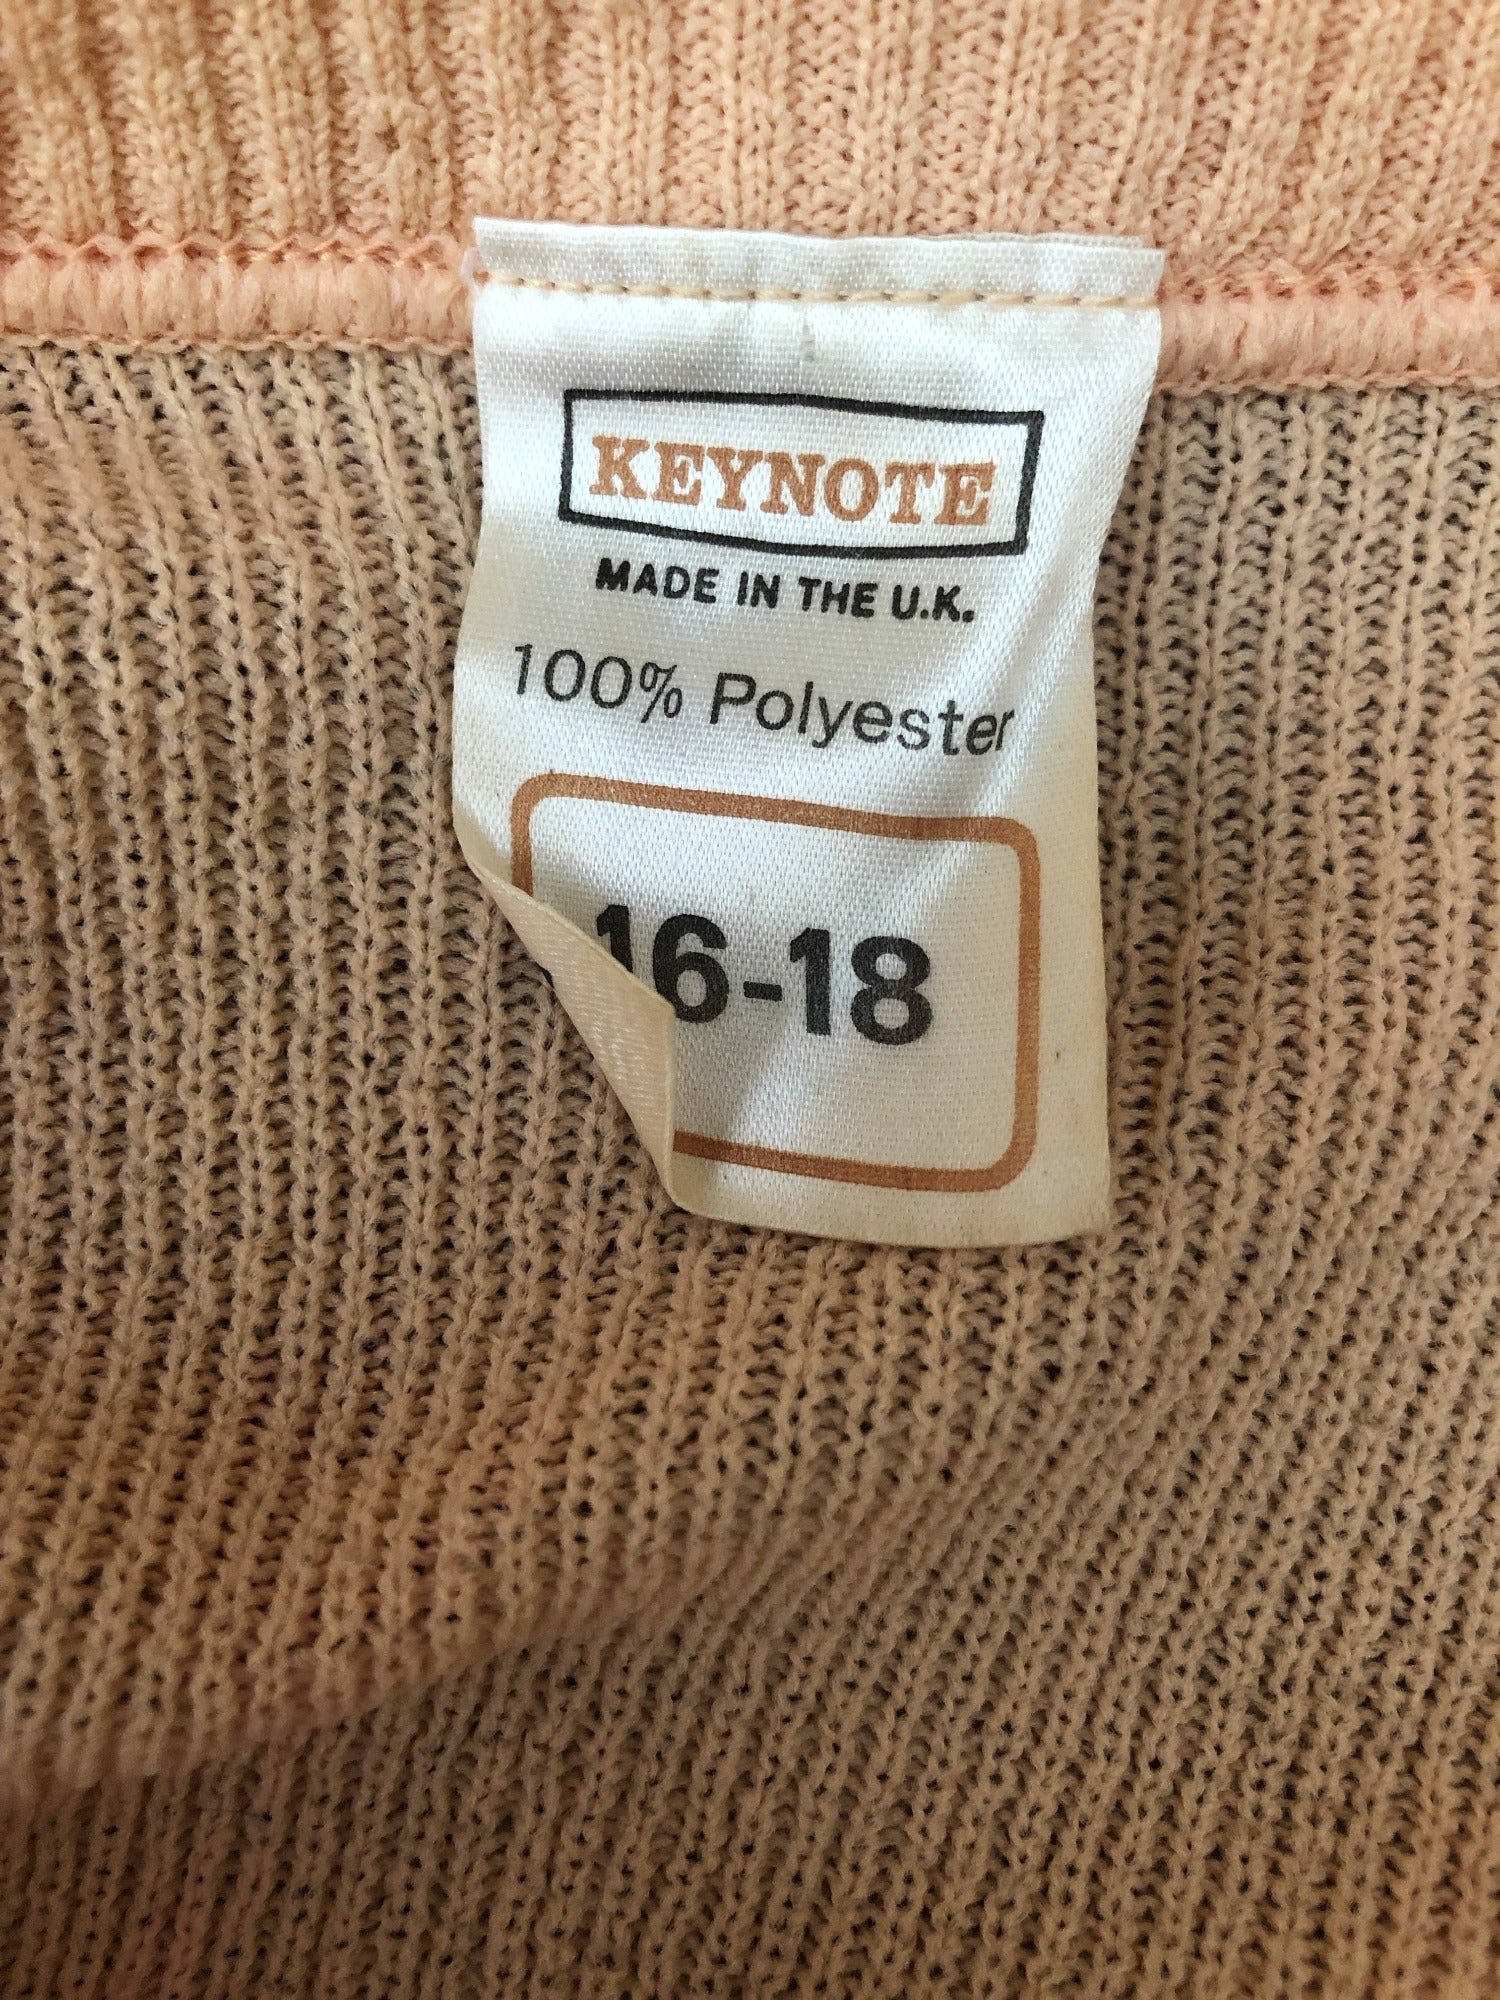 KEYNOTE
MADE IN THE U.K.
100% Polyester
16-18